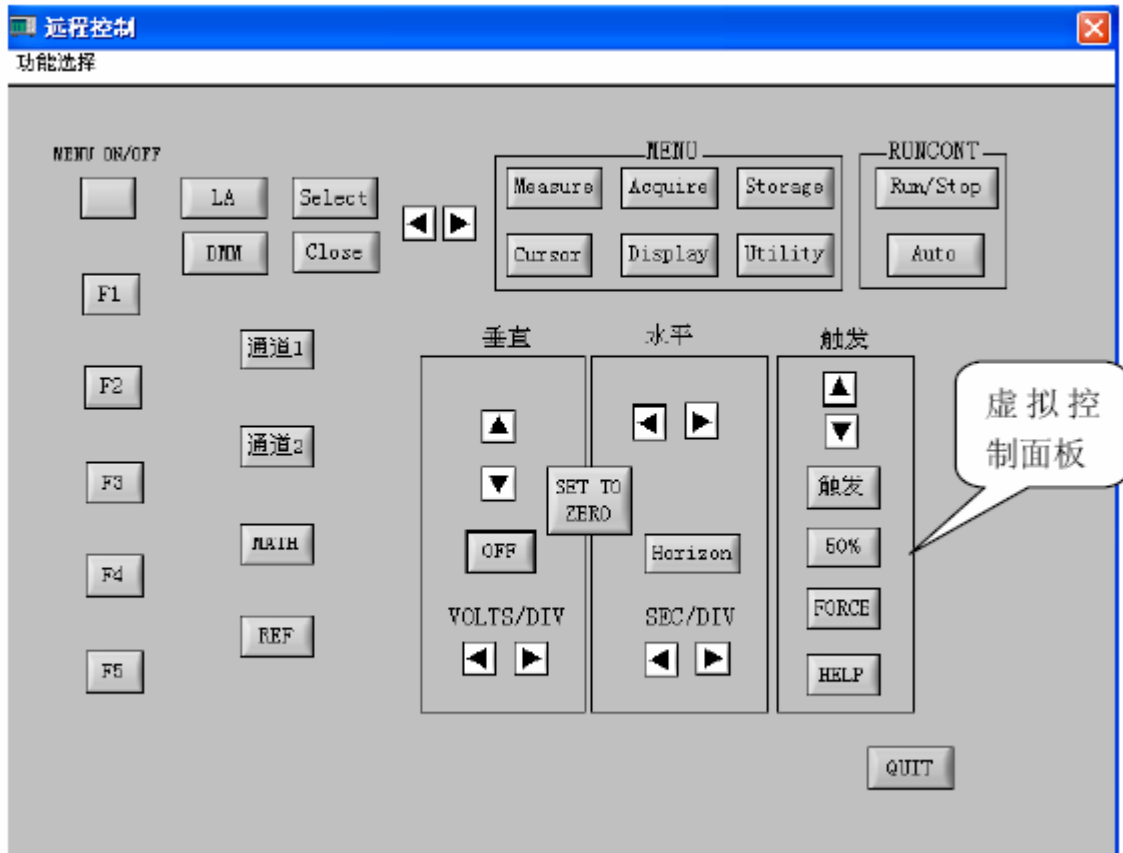 远程控制
功能选择
MENU ON/OFF
LA
Select
DMM
Close
MENU
Measure
Acquire
Storage
Cursor
Display
Utility
RUNCONT
Run/Stop
Auto
F1
F2
F3
F4
F5
通道1
通道2
MATH
REF
垂直
水平
触发
SET TO
ZERO
OFF
Horizon
VOLTS/DIV
SEC/DIV
触发
50%
FORCE
HELP
虚拟控
制面板
QUIT